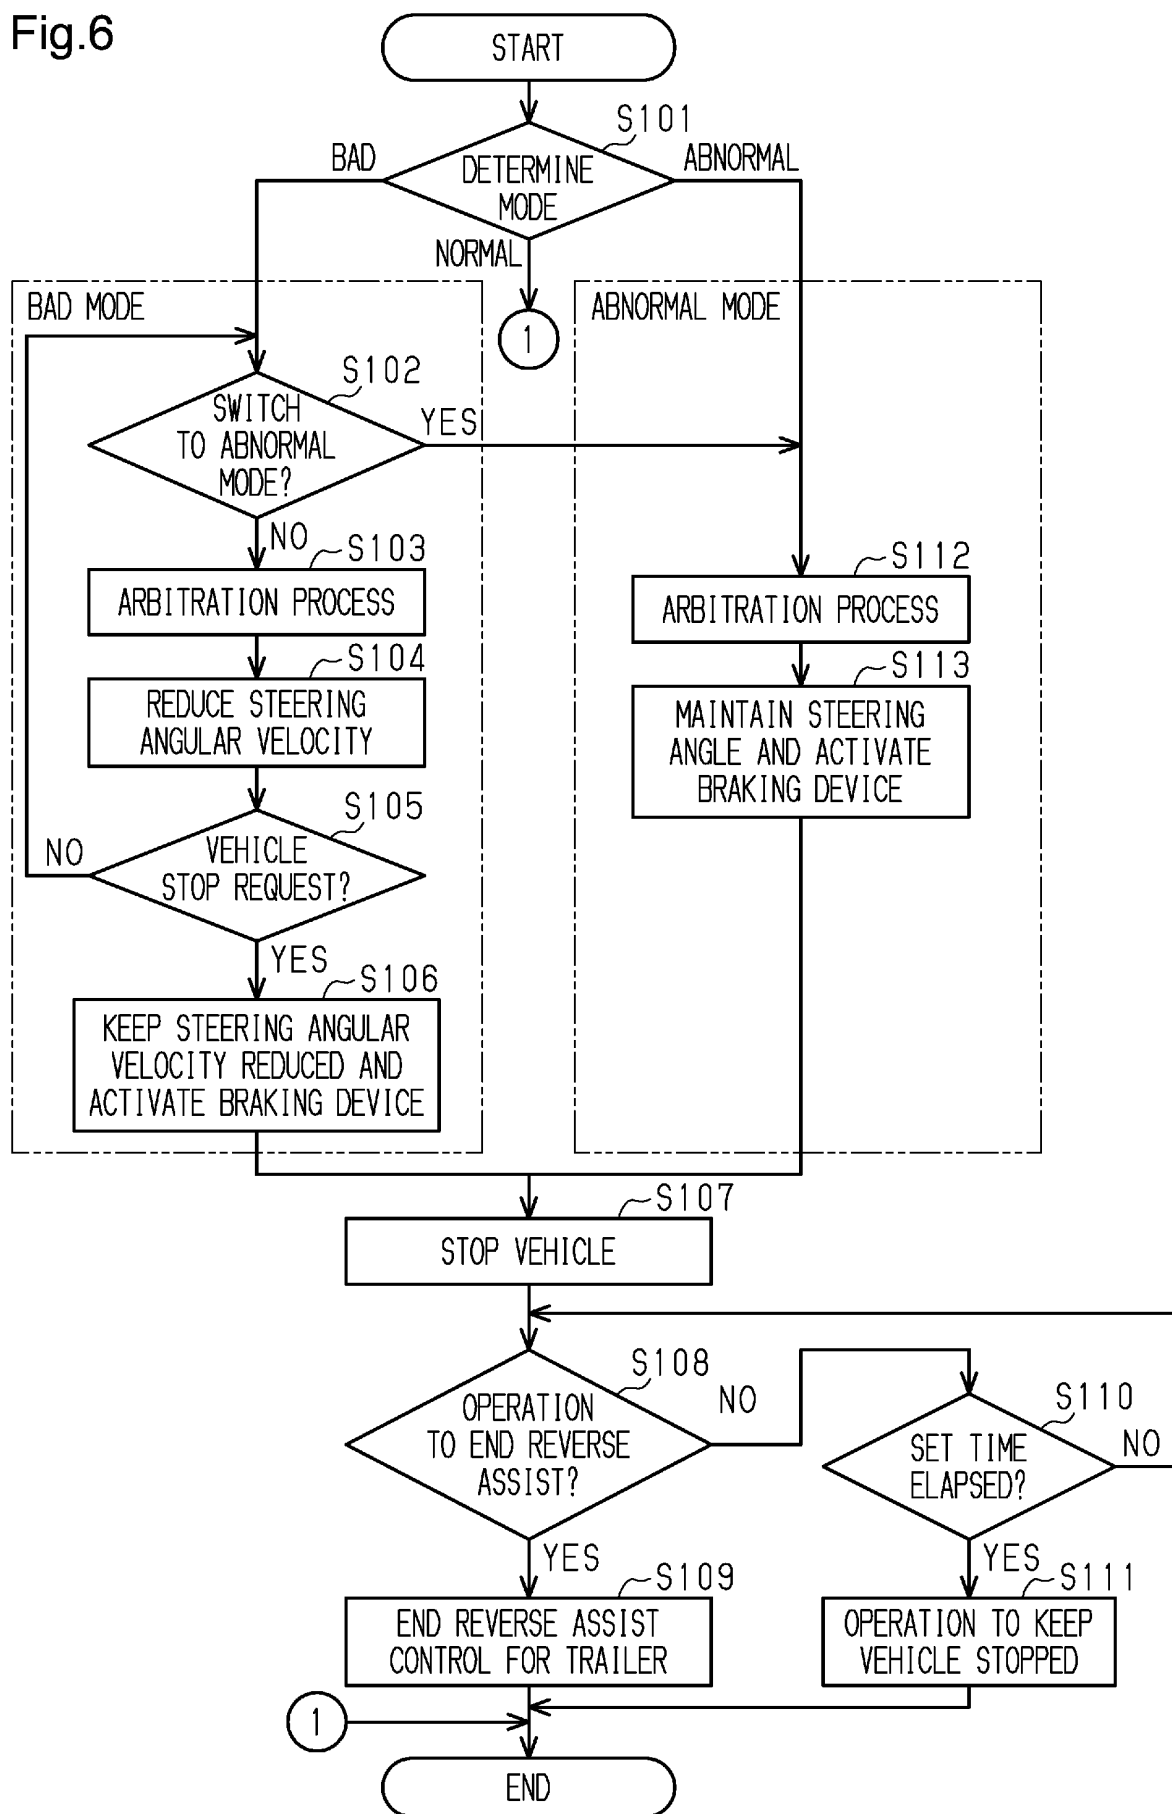 Fig.6
START
S101
BAD
ABNORMAL
DETERMINE
MODE
NORMAL
1
BAD MODE
ABNORMAL MODE
S102
SWITCH
TO ABNORMAL
MODE?
YES
NO
S103
ARBITRATION PROCESS
S104
REDUCE STEERING
ANGULAR VELOCITY
S105
VEHICLE
STOP REQUEST?
NO
YES
S106
KEEP STEERING ANGULAR
VELOCITY REDUCED AND
ACTIVATE BRAKING DEVICE
S112
ARBITRATION PROCESS
S113
MAINTAIN STEERING
ANGLE AND ACTIVATE
BRAKING DEVICE
S107
STOP VEHICLE
S108
OPERATION
TO END REVERSE
ASSIST?
NO
YES
S110
SET TIME
ELAPSED?
NO
YES
S109
END REVERSE ASSIST
CONTROL FOR TRAILER
S111
OPERATION TO KEEP
VEHICLE STOPPED
1
END